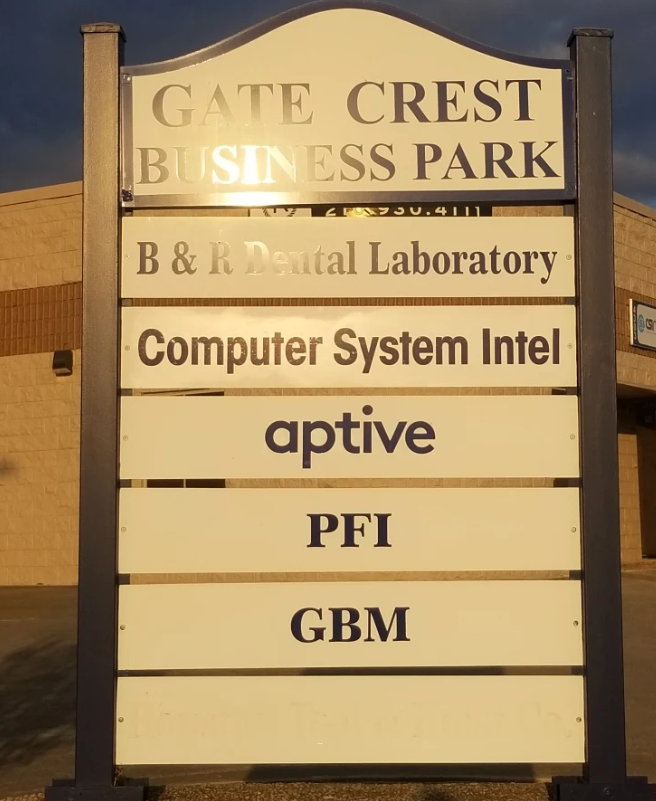 GATE CREST
BUSINESS PARK
B & R Dental Laboratory
Computer System Intel
aptive
PFI
GBM